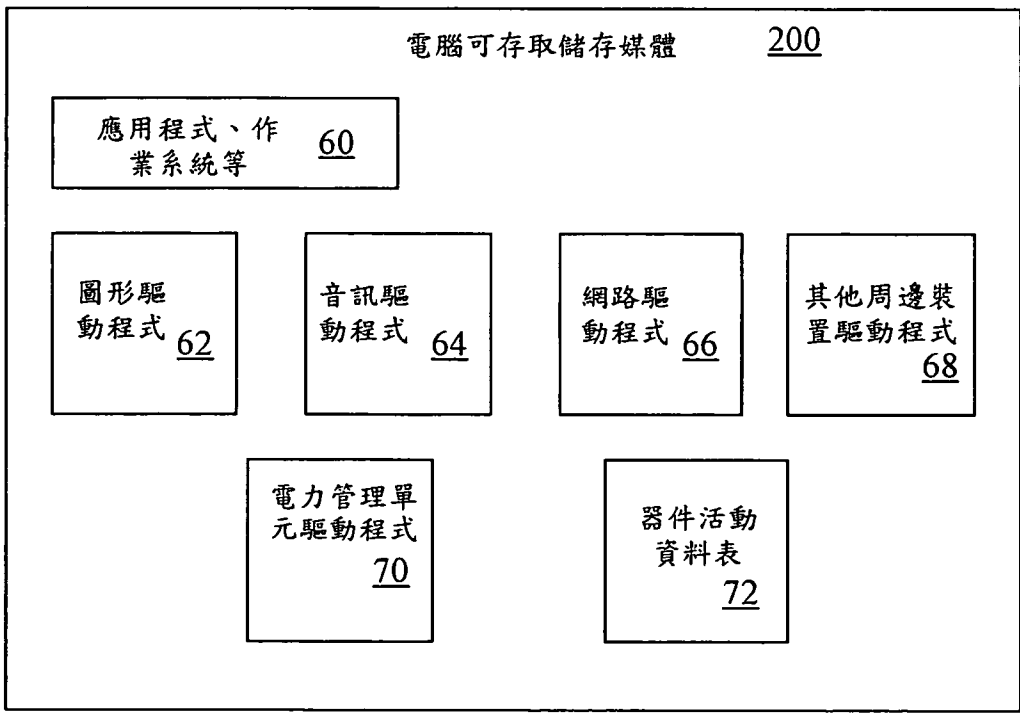 電腦可存取儲存媒體 200
應用程式、作
業系統等 60
圖形驅
動程式 62
音訊驅
動程式 64
網路驅
動程式 66
其他周邊裝
置驅動程式
68
電力管理單
元驅動程式
70
器件活動
資料表
72